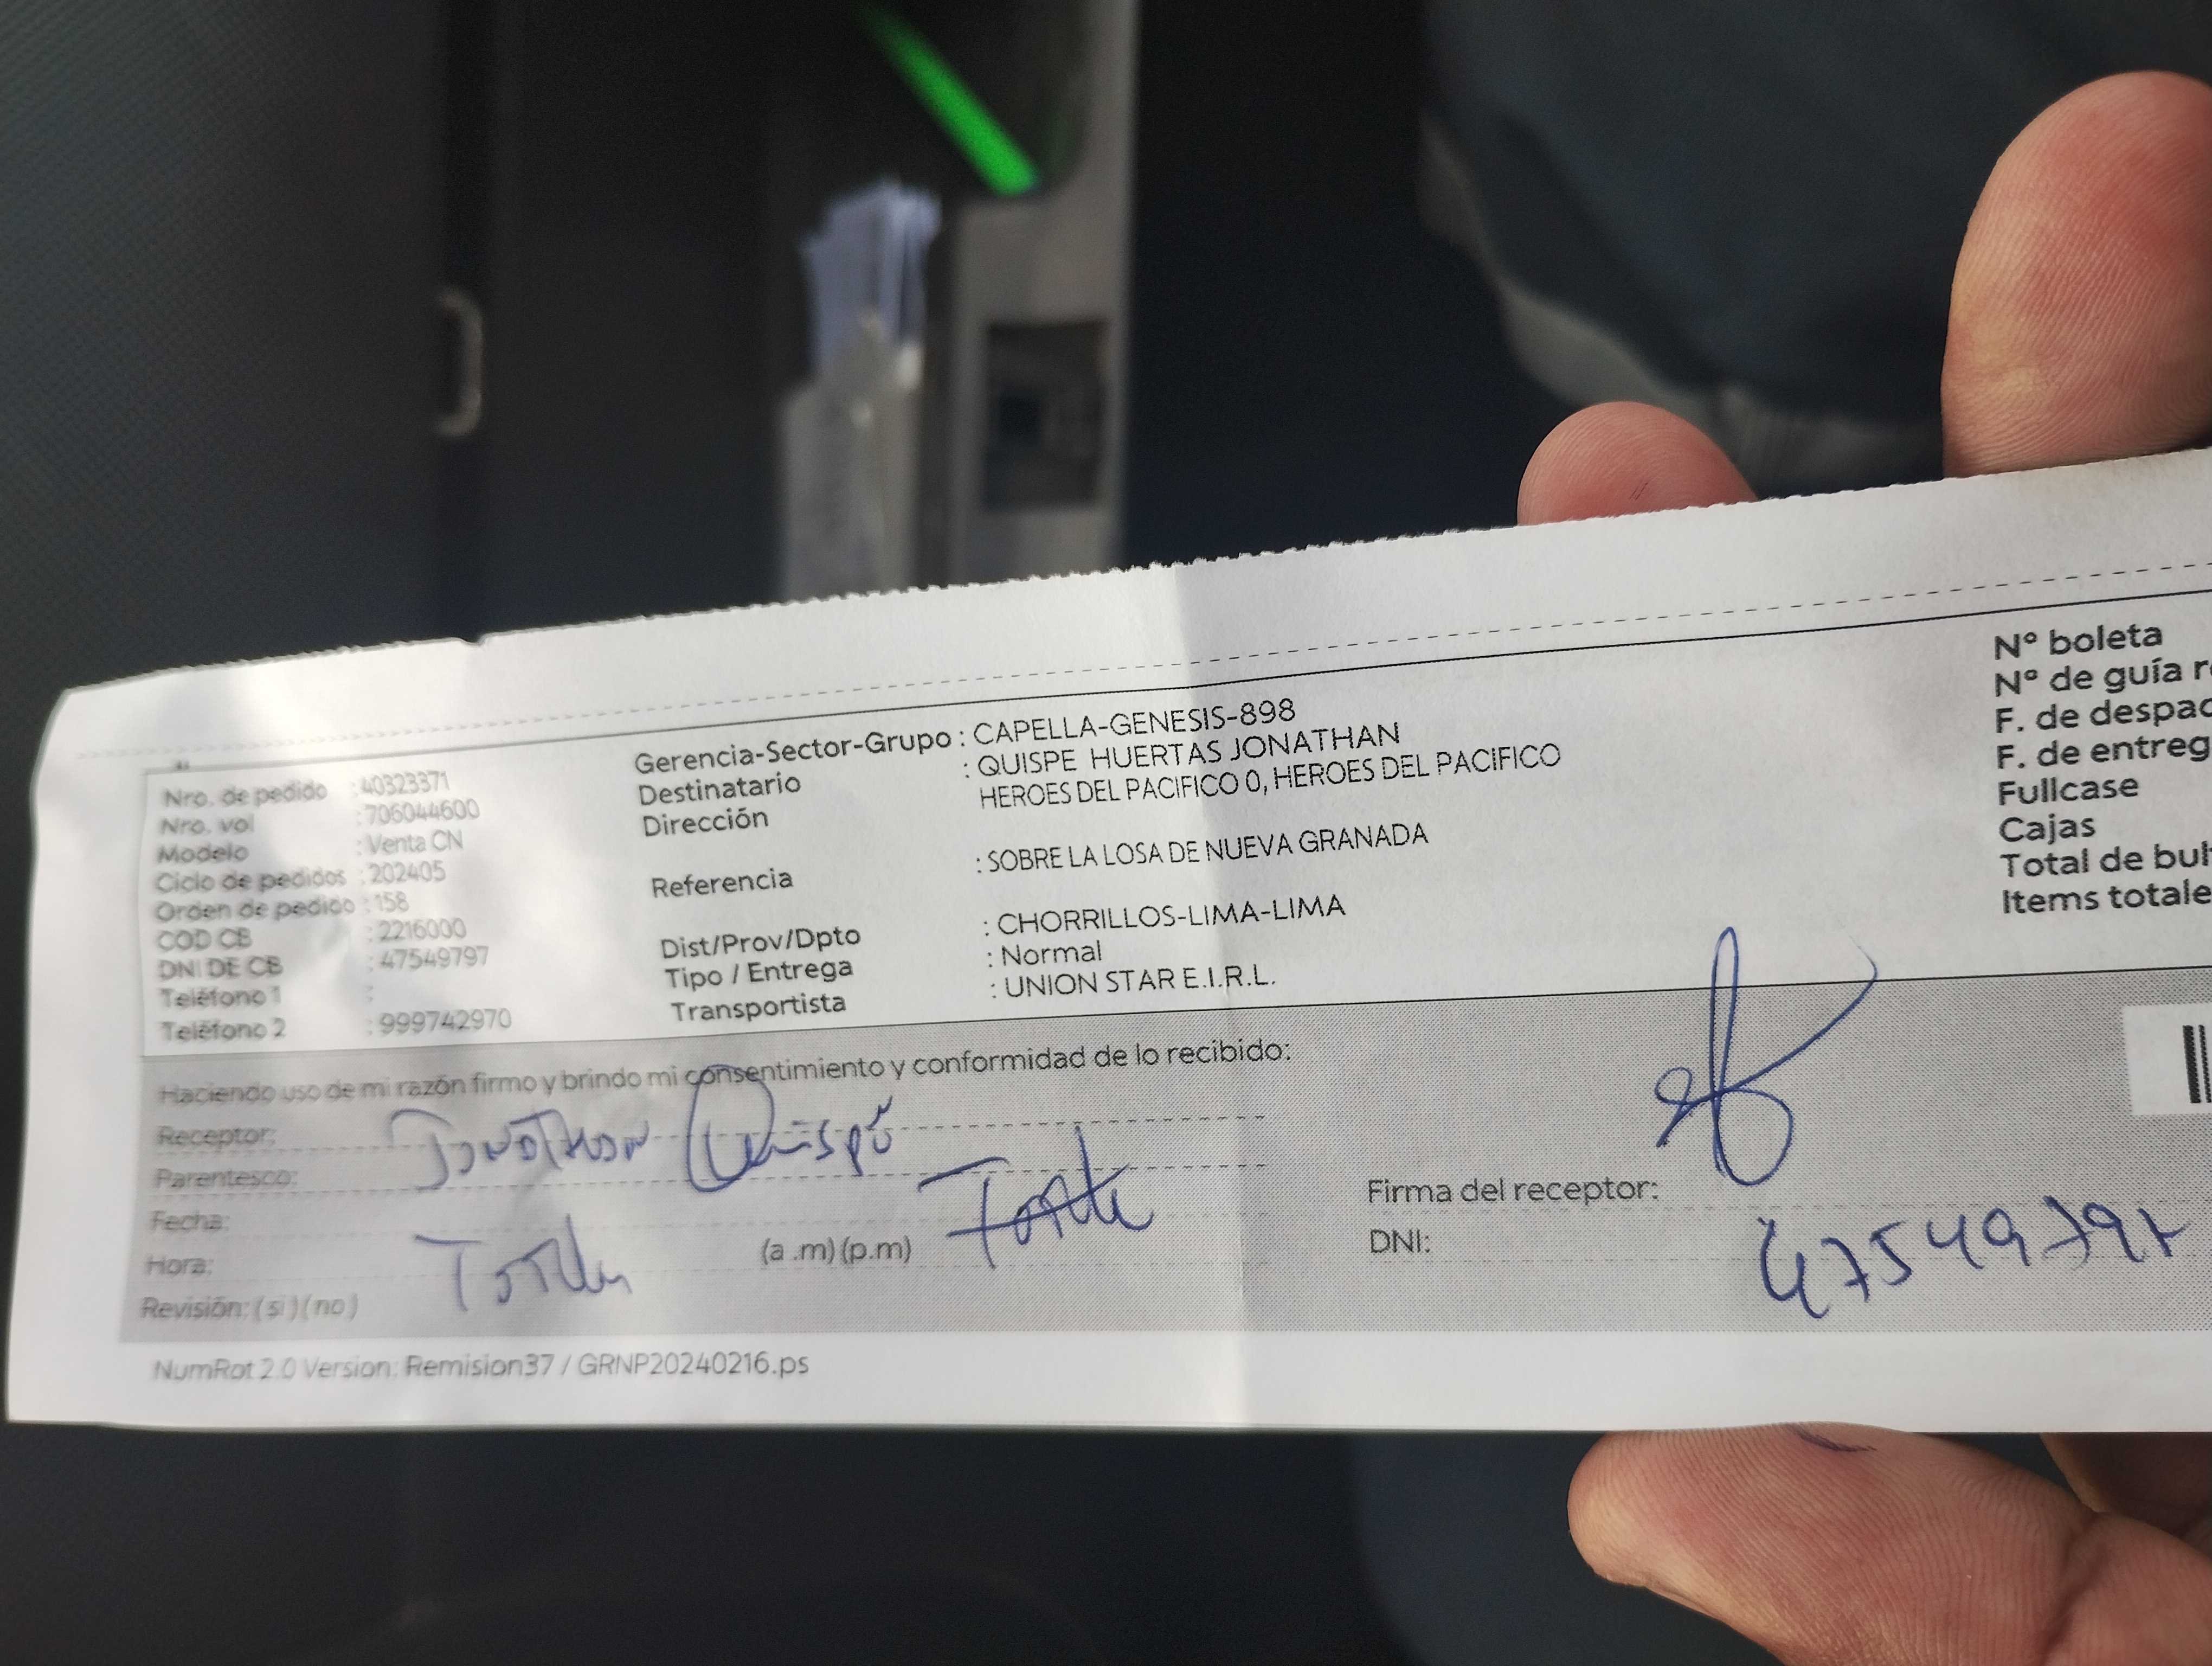 Nro. de pedido : 40323371
Nro. vol : 706044600
Modelo : Venta CN
Ciclo de pedidos : 202405
Orden de pedido : 158
COD CB : 2216000
DNI DE CB : 47549797
Teléfono 1 :
Teléfono 2 : 999742970
Gerencia-Sector-Grupo : CAPELLA-GENESIS-898
Destinatario : QUISPE HUERTAS JONATHAN
Dirección HEROES DEL PACIFICO 0, HEROES DEL PACIFICO
Referencia : SOBRE LA LOSA DE NUEVA GRANADA
Dist/Prov/Dpto : CHORRILLOS-LIMA-LIMA
Tipo / Entrega : Normal
Transportista : UNION STAR E.I.R.L.
N° boleta
N° de guía r
F. de despac
F. de entreg
Fullcase
Cajas
Total de bul
Items totale
Haciendo uso de mi razón firmo y brindo mi consentimiento y conformidad de lo recibido:
Receptor: Jonathan Quispe
Parentesco:
Fecha:
Hora: (a .m) (p.m)
Revisión: ( si ) ( no )
Firma del receptor:
DNI: 47549797
NumRot 2.0 Version: Remision37 / GRNP20240216.ps